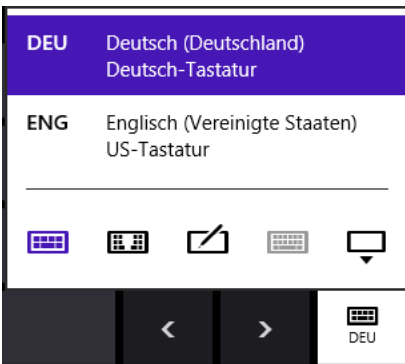 DEU Deutsch (Deutschland)
Deutsch-Tastatur
ENG Englisch (Vereinigte Staaten)
US-Tastatur
DEU